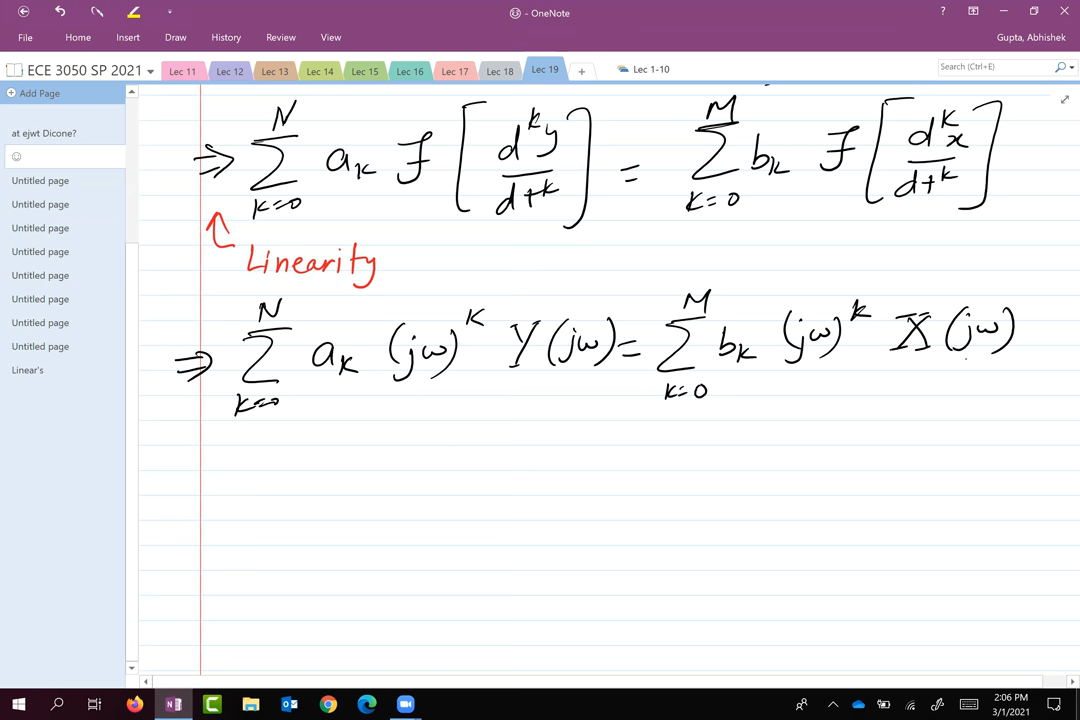 - OneNote
?
File Home Insert Draw History Review View
Gupta, Abhishek
ECE 3050 SP 2021
Lec 11 Lec 12 Lec 13 Lec 14 Lec 15 Lec 16 Lec 17 Lec 18 Lec 19 +
Lec 1-10
Search (Ctrl+E)
Add Page
at ejwt Dicone?
Untitled page
Untitled page
Untitled page
Untitled page
Untitled page
Untitled page
Untitled page
Untitled page
Linear's
⇒ ∑_{k=0}^{N} a_k ℱ[d^k y / dt^k] = ∑_{k=0}^{M} b_k ℱ[d^k x / dt^k]
↑ Linearity
⇒ ∑_{k=0}^{N} a_k (jω)^k Y(jω) = ∑_{k=0}^{M} b_k (jω)^k X(jω)
2:06 PM
3/1/2021